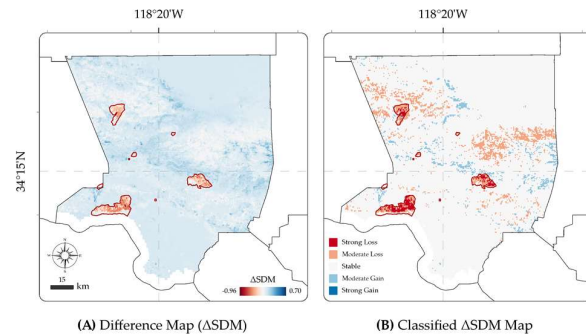 118°20'W
118°20'W
34°15'N
N
W
E
S
15
km
ΔSDM
-0.96
0.70
Strong Loss
Moderate Loss
Stable
Moderate Gain
Strong Gain
(A) Difference Map (ΔSDM)
(B) Classified ΔSDM Map